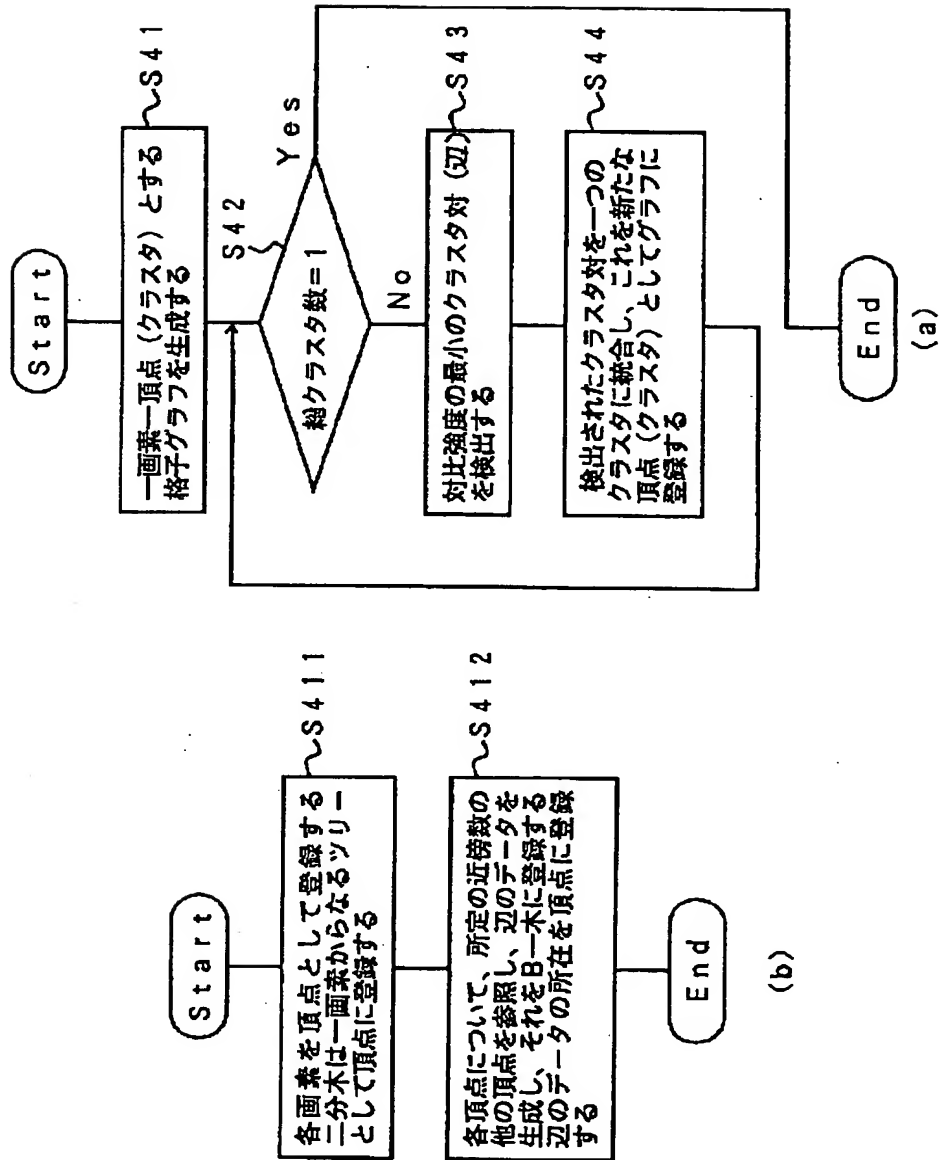 Start
一画素一頂点（クラスタ）とする
格子グラフを生成する
S41
S42
総クラスタ数=1
Yes
No
対比強度の最小のクラスタ対（辺）
を検出する
S43
検出されたクラスタ対を一つの
クラスタに統合し、これを新たな
頂点（クラスタ）としてグラフに
登録する
S44
End
(a)
Start
各画素を頂点として登録する
二分木は一画素からなるツリー
として頂点に登録する
S411
各頂点について、所定の近傍数の
他の頂点を参照し、辺のデータを
生成し、それをB－木に登録する
辺のデータの所在を頂点に登録
する
S412
End
(b)